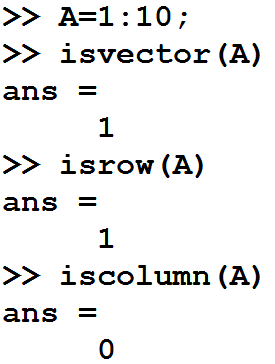 >> A=1:10;
>> isvector(A)
ans =
1
>> isrow(A)
ans =
1
>> iscolumn(A)
ans =
0